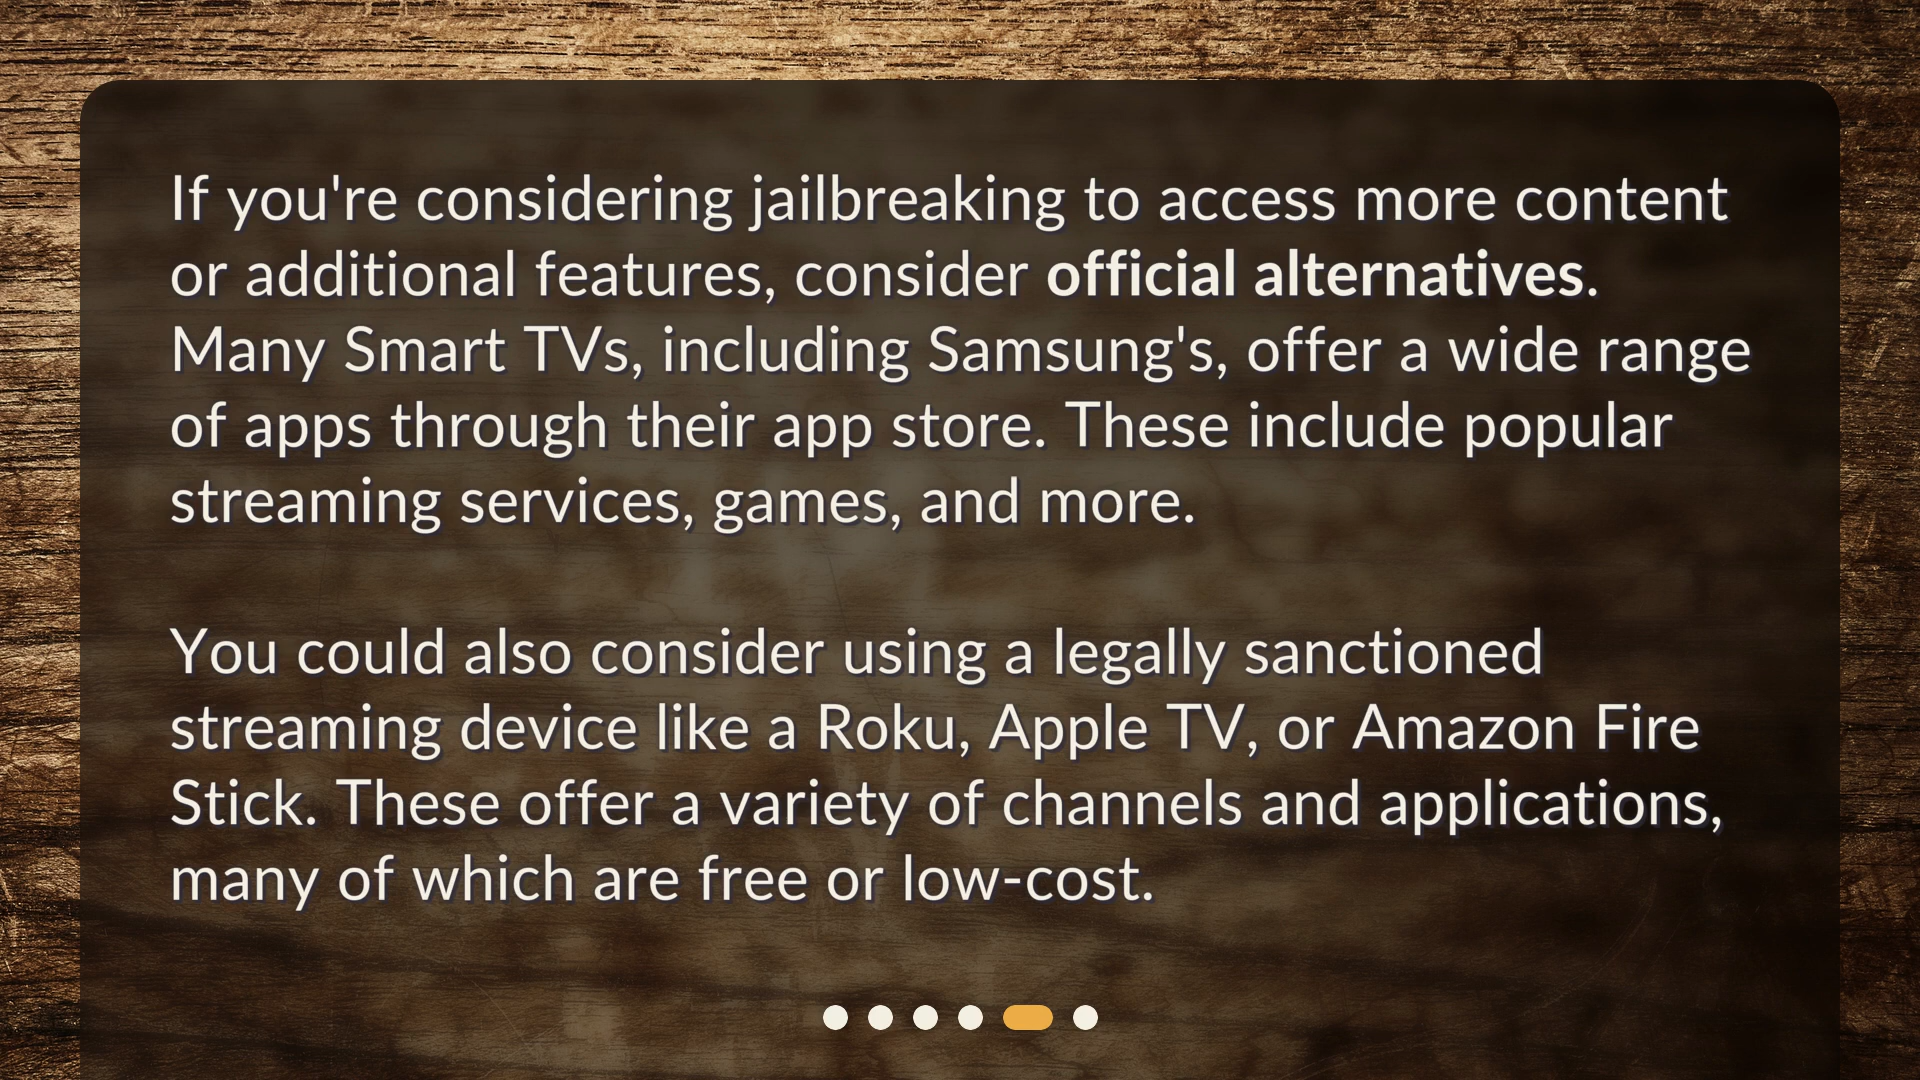 If you're considering jailbreaking to access more content
or additional features, consider official alternatives.
Many Smart TVs, including Samsung's, offer a wide range
of apps through their app store. These include popular
streaming services, games, and more.
You could also consider using a legally sanctioned
streaming device like a Roku, Apple TV, or Amazon Fire
Stick. These offer a variety of channels and applications,
many of which are free or low-cost.